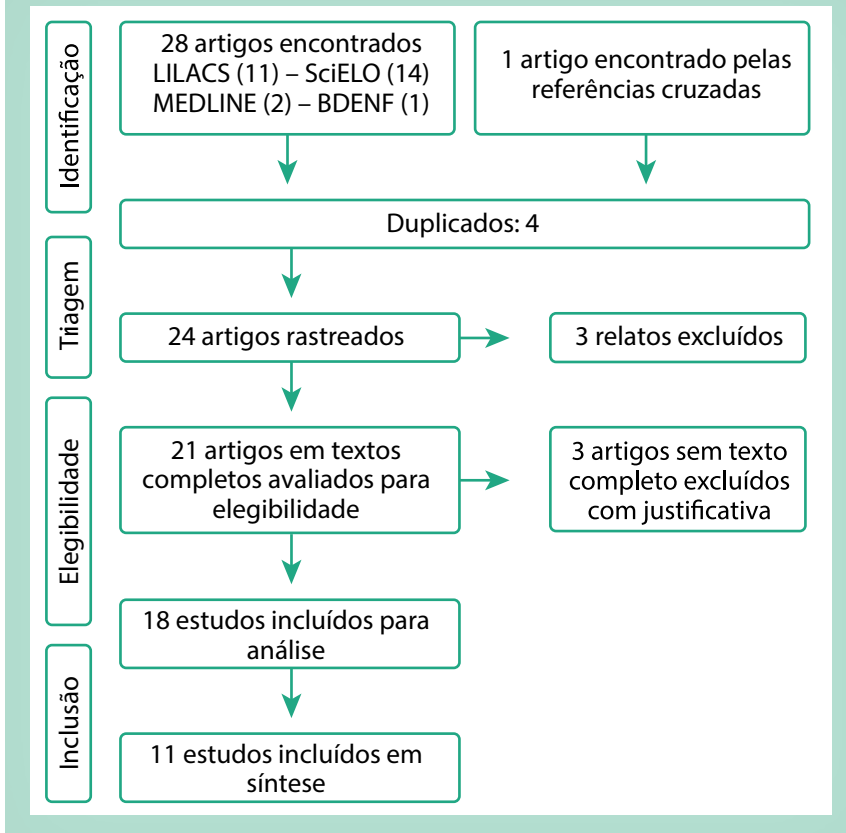 Identificação
28 artigos encontrados
LILACS (11) – SciELO (14)
MEDLINE (2) – BDENF (1)
1 artigo encontrado pelas
referências cruzadas
Duplicados: 4
Triagem
24 artigos rastreados
3 relatos excluídos
Elegibilidade
21 artigos em textos
completos avaliados para
elegibilidade
3 artigos sem texto
completo excluídos
com justificativa
18 estudos incluídos para
análise
Inclusão
11 estudos incluídos em
síntese